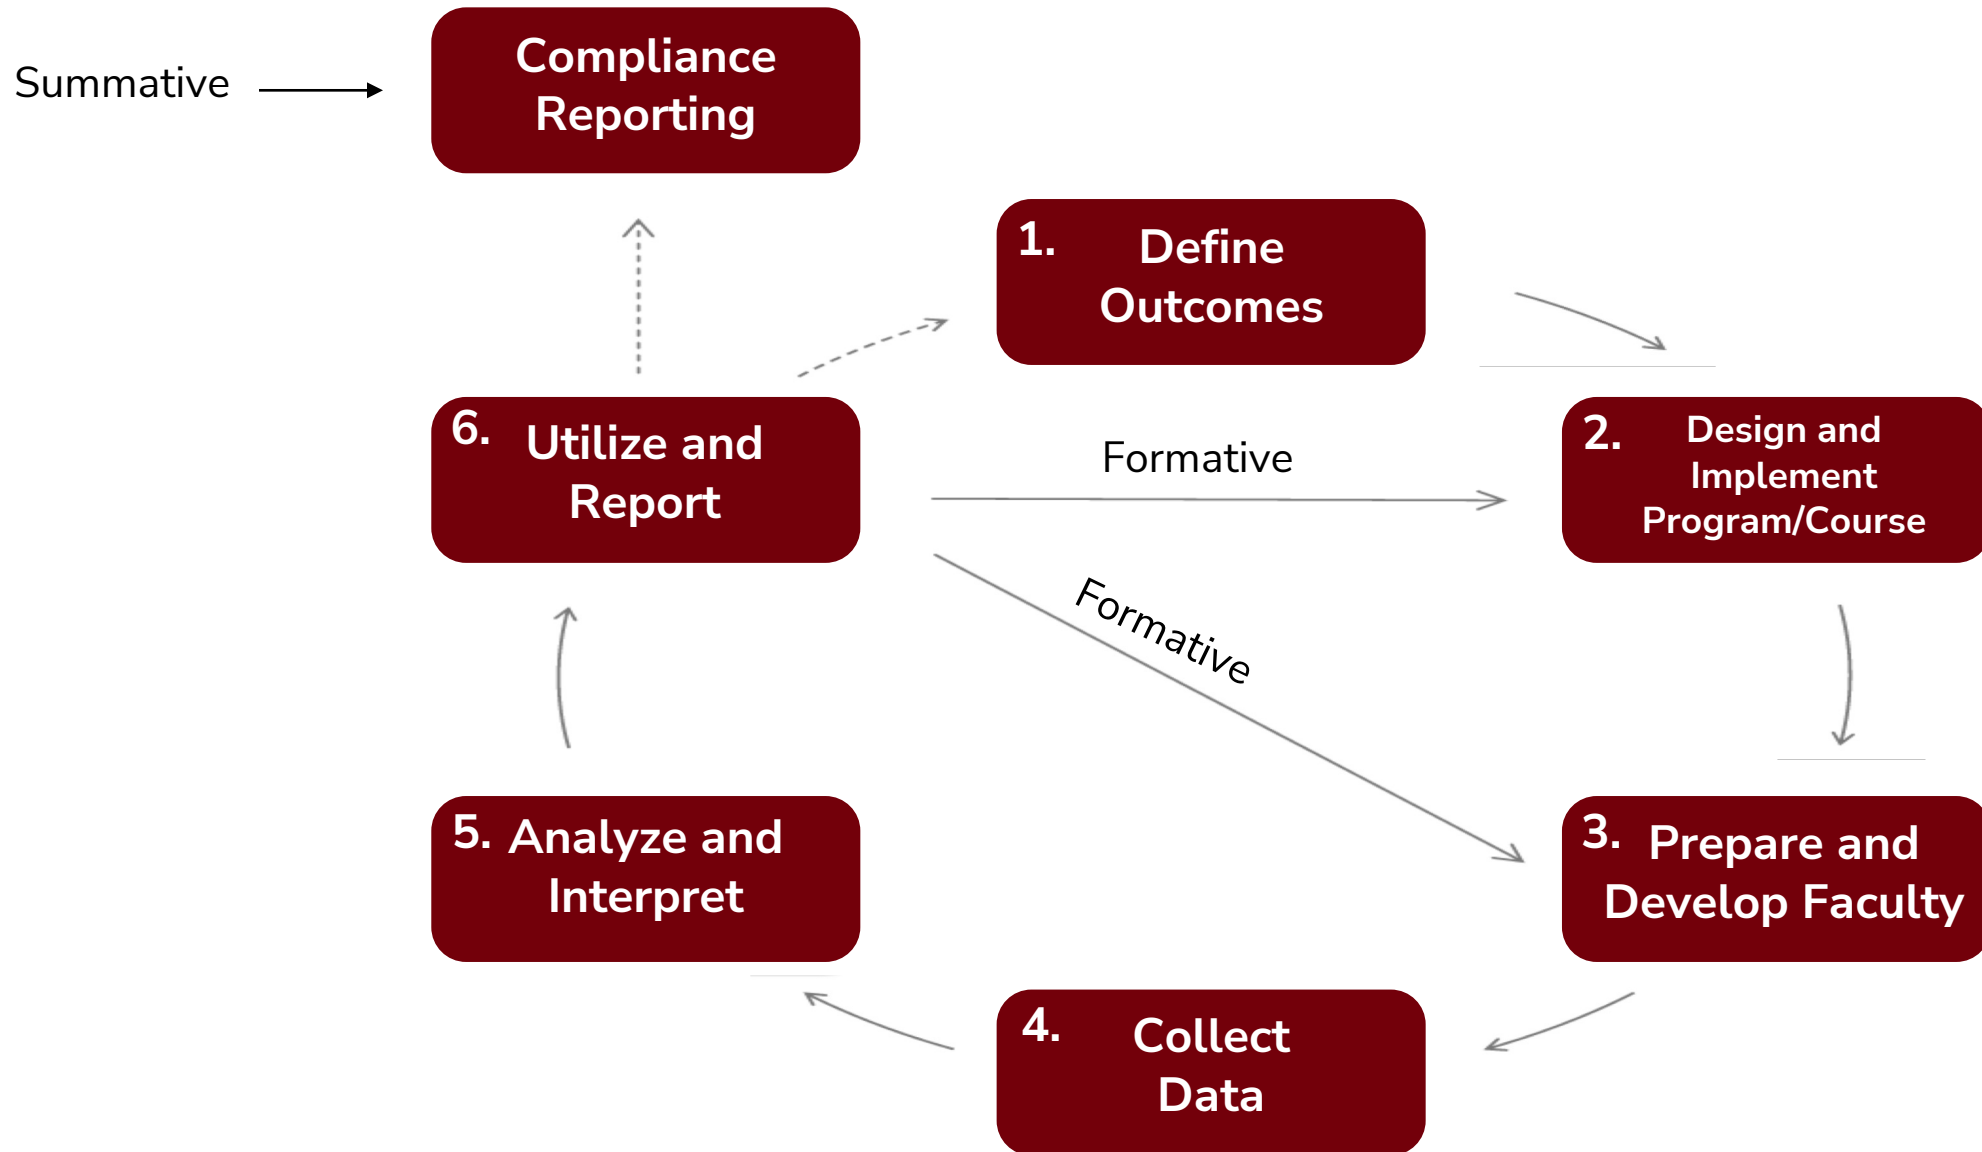 Summative
Compliance
Reporting
1. Define
Outcomes
2. Design and
Implement
Program/Course
6. Utilize and
Report
Formative
Formative
3. Prepare and
Develop Faculty
5. Analyze and
Interpret
4. Collect
Data